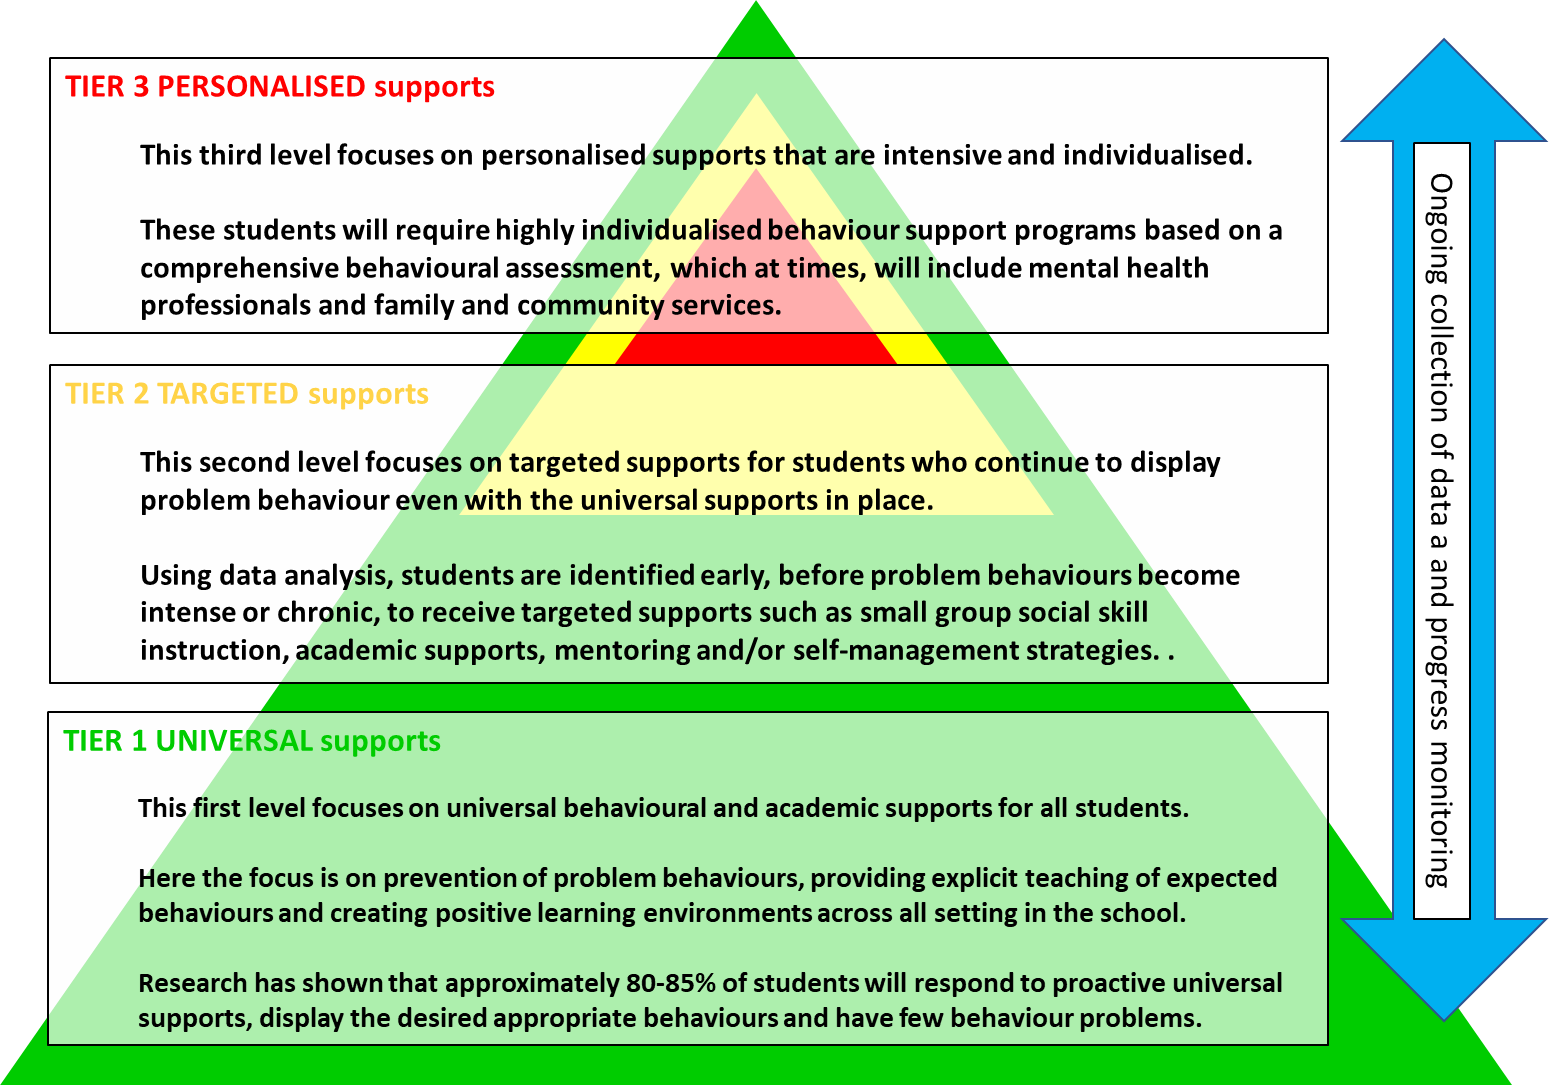 TIER 3 PERSONALISED supports
This third level focuses on personalised supports that are intensive and individualised.
These students will require highly individualised behaviour support programs based on a
comprehensive behavioural assessment, which at times, will include mental health
professionals and family and community services.
TIER 2 TARGETED supports
This second level focuses on targeted supports for students who continue to display
problem behaviour even with the universal supports in place.
Using data analysis, students are identified early, before problem behaviours become
intense or chronic, to receive targeted supports such as small group social skill
instruction, academic supports, mentoring and/or self-management strategies. .
TIER 1 UNIVERSAL supports
This first level focuses on universal behavioural and academic supports for all students.
Here the focus is on prevention of problem behaviours, providing explicit teaching of expected
behaviours and creating positive learning environments across all setting in the school.
Research has shown that approximately 80-85% of students will respond to proactive universal
supports, display the desired appropriate behaviours and have few behaviour problems.
Ongoing collection of data a and progress monitoring